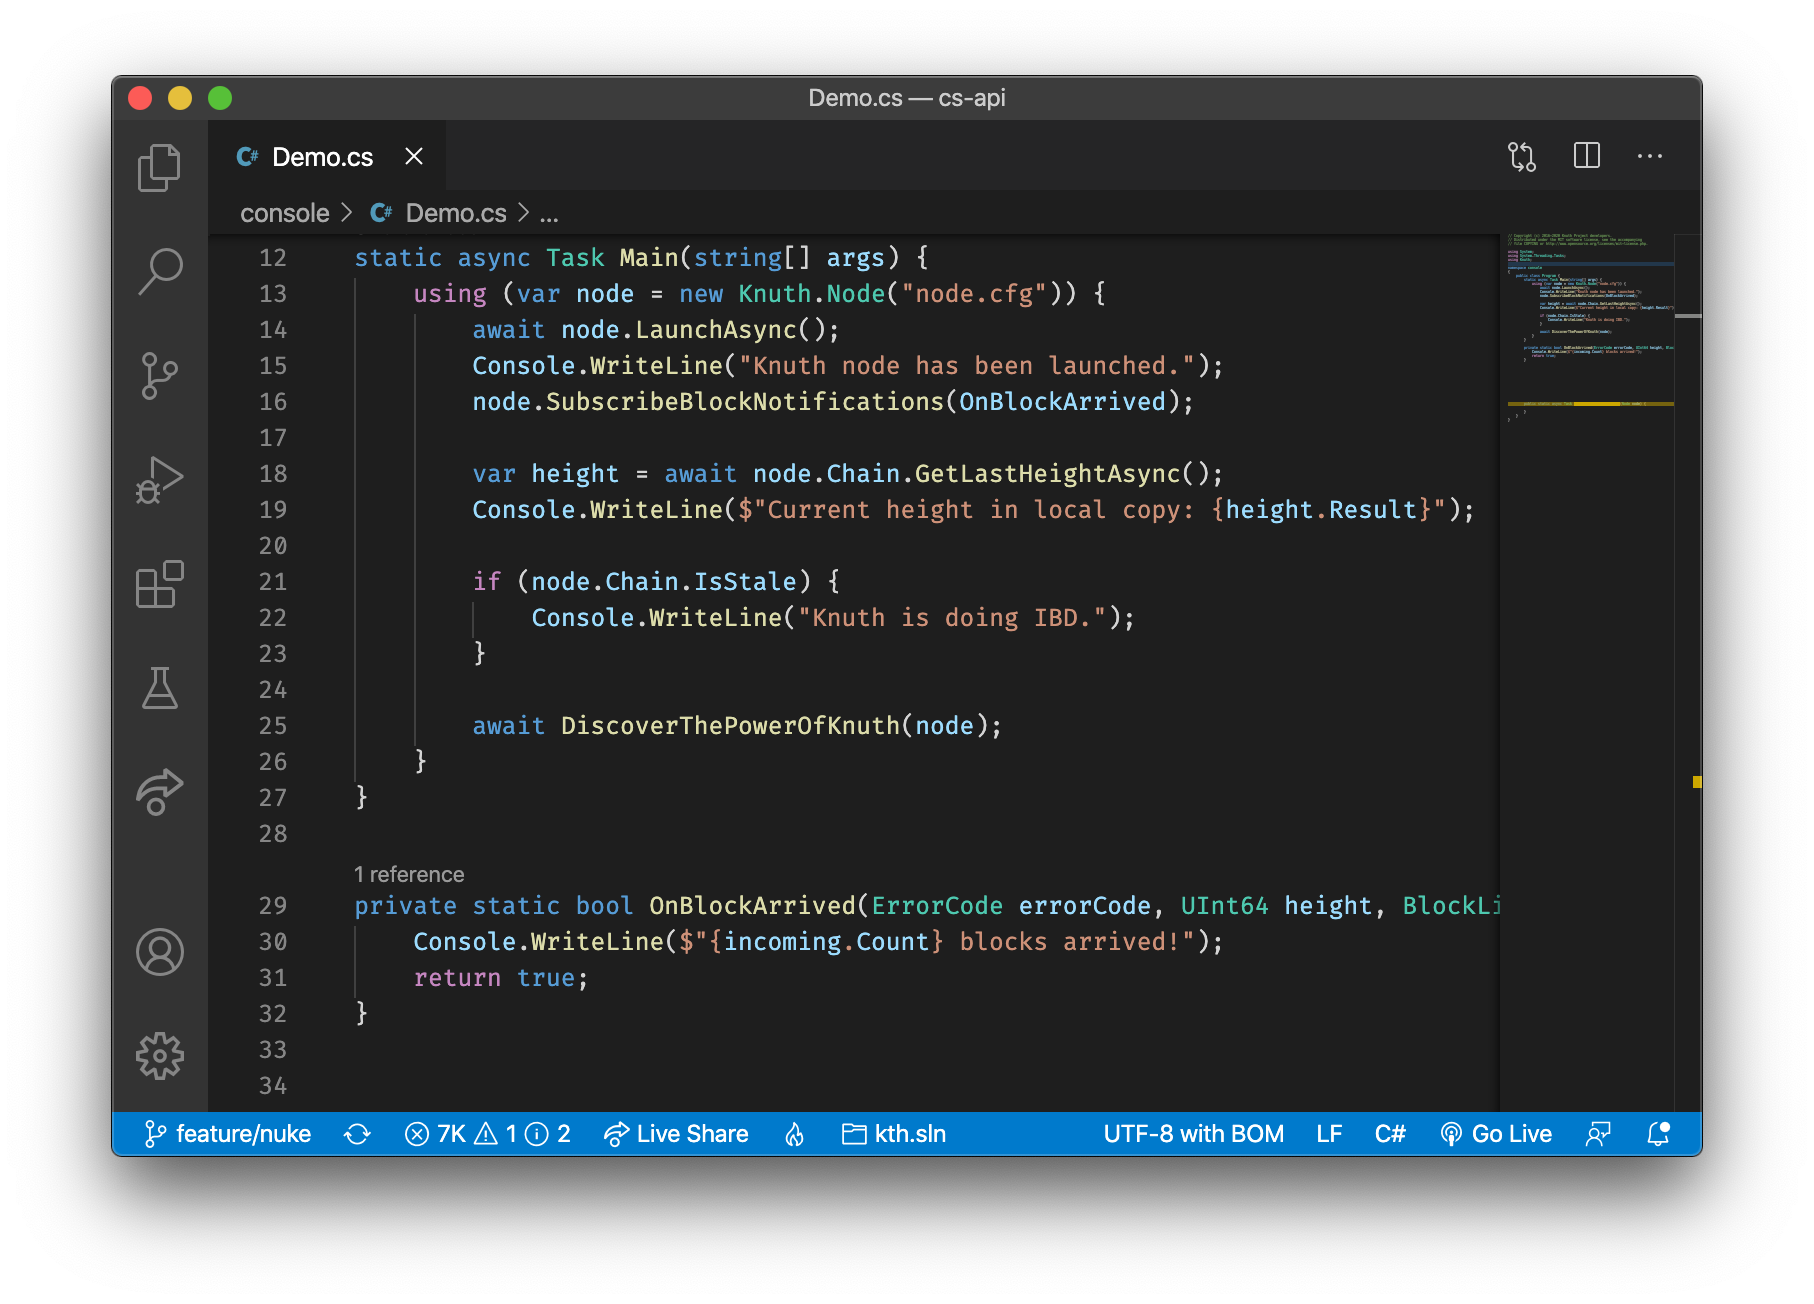 Demo.cs — cs-api
C# Demo.cs
console > C# Demo.cs > ...
12 static async Task Main(string[] args) {
13 using (var node = new Knuth.Node("node.cfg")) {
14 await node.LaunchAsync();
15 Console.WriteLine("Knuth node has been launched.");
16 node.SubscribeBlockNotifications(OnBlockArrived);
17
18 var height = await node.Chain.GetLastHeightAsync();
19 Console.WriteLine($"Current height in local copy: {height.Result}");
20
21 if (node.Chain.IsStale) {
22 Console.WriteLine("Knuth is doing IBD.");
23 }
24
25 await DiscoverThePowerOfKnuth(node);
26 }
27 }
28
1 reference
29 private static bool OnBlockArrived(ErrorCode errorCode, UInt64 height, BlockLi
30 Console.WriteLine($"{incoming.Count} blocks arrived!");
31 return true;
32 }
33
34
feature/nuke 7K 1 2 Live Share kth.sln UTF-8 with BOM LF C# Go Live